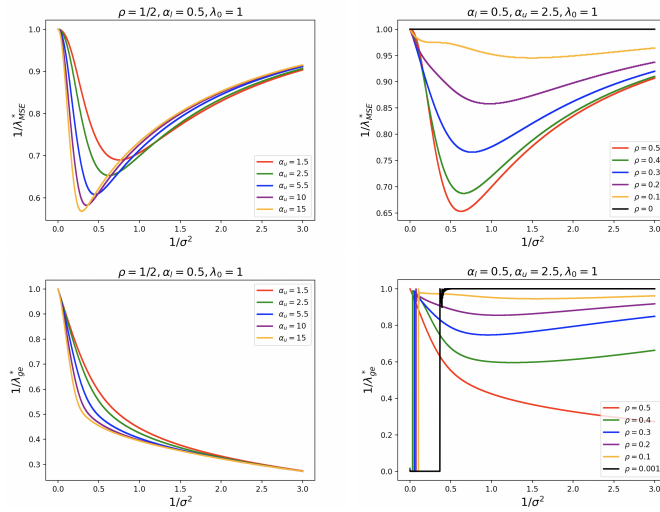 ρ = 1/2, α_l = 0.5, λ_0 = 1
1/λ*_MSE
1.0
0.9
0.8
0.7
0.6
α_u = 1.5
α_u = 2.5
α_u = 5.5
α_u = 10
α_u = 15
0.0 0.5 1.0 1.5 2.0 2.5 3.0
1/σ²
α_l = 0.5, α_u = 2.5, λ_0 = 1
1/λ*_MSE
1.00
0.95
0.90
0.85
0.80
0.75
0.70
0.65
ρ = 0.5
ρ = 0.4
ρ = 0.3
ρ = 0.2
ρ = 0.1
ρ = 0
0.0 0.5 1.0 1.5 2.0 2.5 3.0
1/σ²
ρ = 1/2, α_l = 0.5, λ_0 = 1
1/λ*_ge
1.0
0.9
0.8
0.7
0.6
0.5
0.4
0.3
α_u = 1.5
α_u = 2.5
α_u = 5.5
α_u = 10
α_u = 15
0.0 0.5 1.0 1.5 2.0 2.5 3.0
1/σ²
α_l = 0.5, α_u = 2.5, λ_0 = 1
1/λ*_ge
1.0
0.8
0.6
0.4
0.2
0.0
ρ = 0.5
ρ = 0.4
ρ = 0.3
ρ = 0.2
ρ = 0.1
ρ = 0.001
0.0 0.5 1.0 1.5 2.0 2.5 3.0
1/σ²